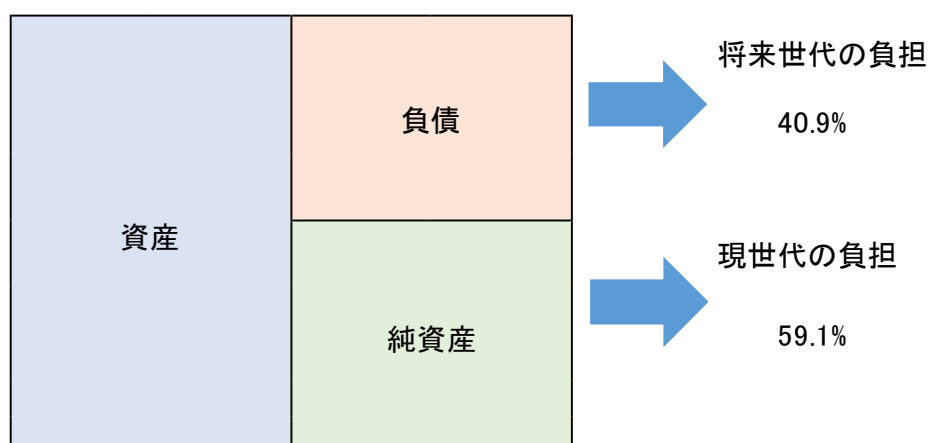 資産
負債
将来世代の負担
40.9%
純資産
現世代の負担
59.1%